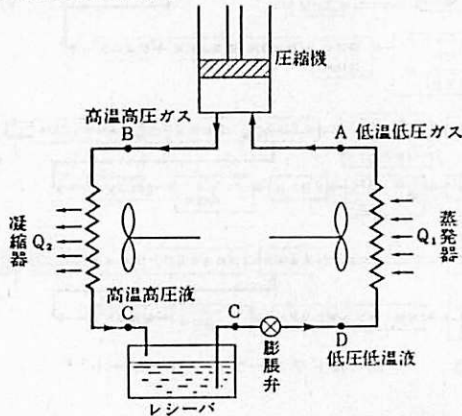 圧縮機
高温高圧ガス
B
A 低温低圧ガス
凝縮器
Q₂
蒸発器
Q₁
高温高圧液
C
C
D
膨脹弁
低圧低温液
レシーバ